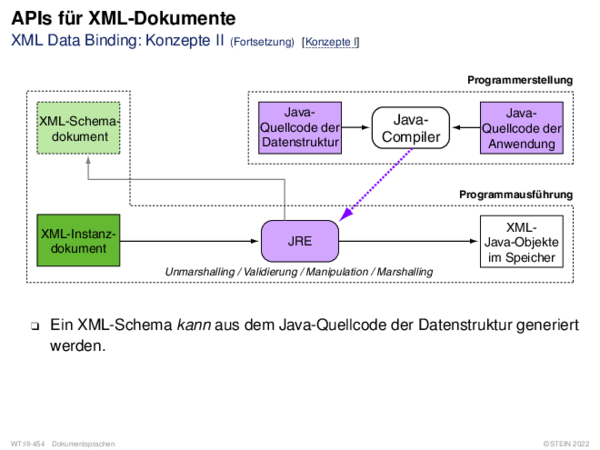 APIs für XML-Dokumente
XML Data Binding: Konzepte II (Fortsetzung) [Konzepte I]
Programmerstellung
XML-Schema-
dokument
Java-
Quellcode der
Datenstruktur
Java-
Compiler
Java-
Quellcode der
Anwendung
Programmausführung
XML-Instanz-
dokument
JRE
XML-
Java-Objekte
im Speicher
Unmarshalling / Validierung / Manipulation / Marshalling
❑ Ein XML-Schema kann aus dem Java-Quellcode der Datenstruktur generiert
werden.
WT:III-454 Dokumentsprachen ©STEIN 2022